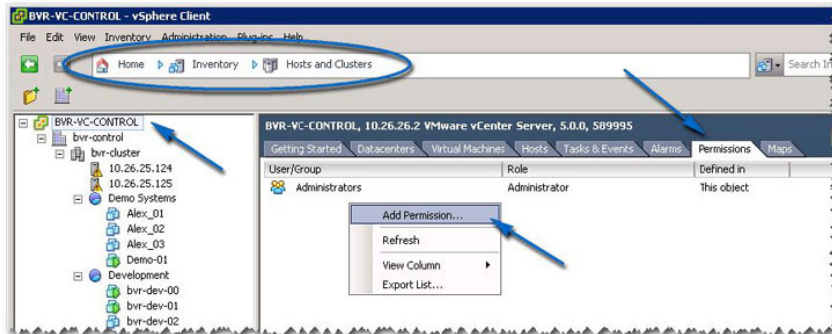 BVR-VC-CONTROL - vSphere Client
File Edit View Inventory Administration Plug-ins Help
Home Inventory Hosts and Clusters
Search In
BVR-VC-CONTROL
bvr-control
bvr-cluster
10.26.25.124
10.26.25.125
Demo Systems
Alex_01
Alex_02
Alex_03
Demo-01
Development
bvr-dev-00
bvr-dev-01
bvr-dev-02
BVR-VC-CONTROL, 10.26.26.2 VMware vCenter Server, 5.0.0, 589995
Getting Started Datacenters Virtual Machines Hosts Tasks & Events Alarms Permissions Maps
User/Group Role Defined in
Administrators Administrator This object
Add Permission...
Refresh
View Column
Export List...